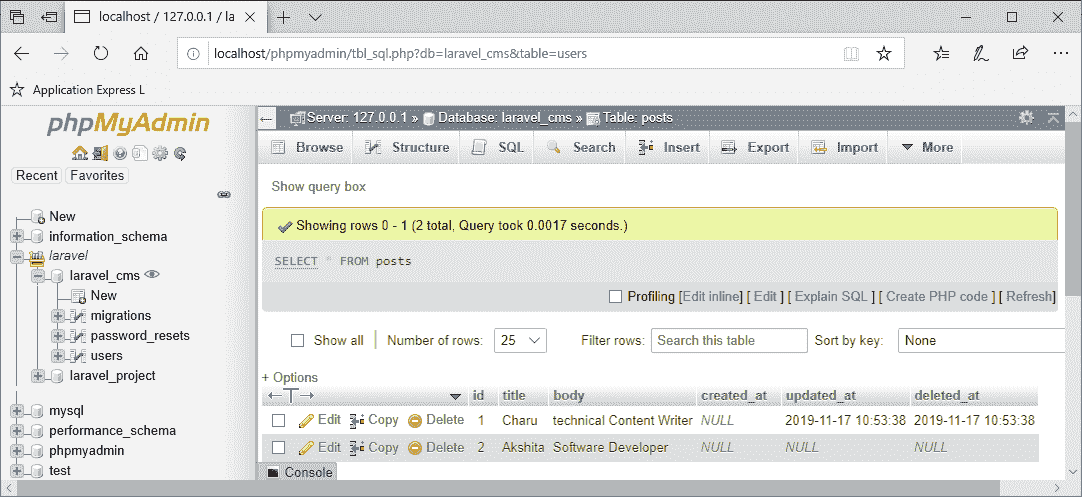 localhost / 127.0.0.1 / la
localhost/phpmyadmin/tbl_sql.php?db=laravel_cms&table=users
Application Express L
phpMyAdmin
Recent Favorites
New
information_schema
laravel
laravel_cms
New
migrations
password_resets
users
laravel_project
mysql
performance_schema
phpmyadmin
test
Server: 127.0.0.1 » Database: laravel_cms » Table: posts
Browse Structure SQL Search Insert Export Import More
Show query box
Showing rows 0 - 1 (2 total, Query took 0.0017 seconds.)
SELECT * FROM posts
Profiling [Edit inline] [ Edit ] [ Explain SQL ] [ Create PHP code ] [ Refresh]
Show all Number of rows: 25 Filter rows: Search this table Sort by key: None
+ Options
←T→ id title body created_at updated_at deleted_at
Edit Copy Delete 1 Charu technical Content Writer NULL 2019-11-17 10:53:38 2019-11-17 10:53:38
Edit Copy Delete 2 Akshita Software Developer NULL NULL NULL
Console